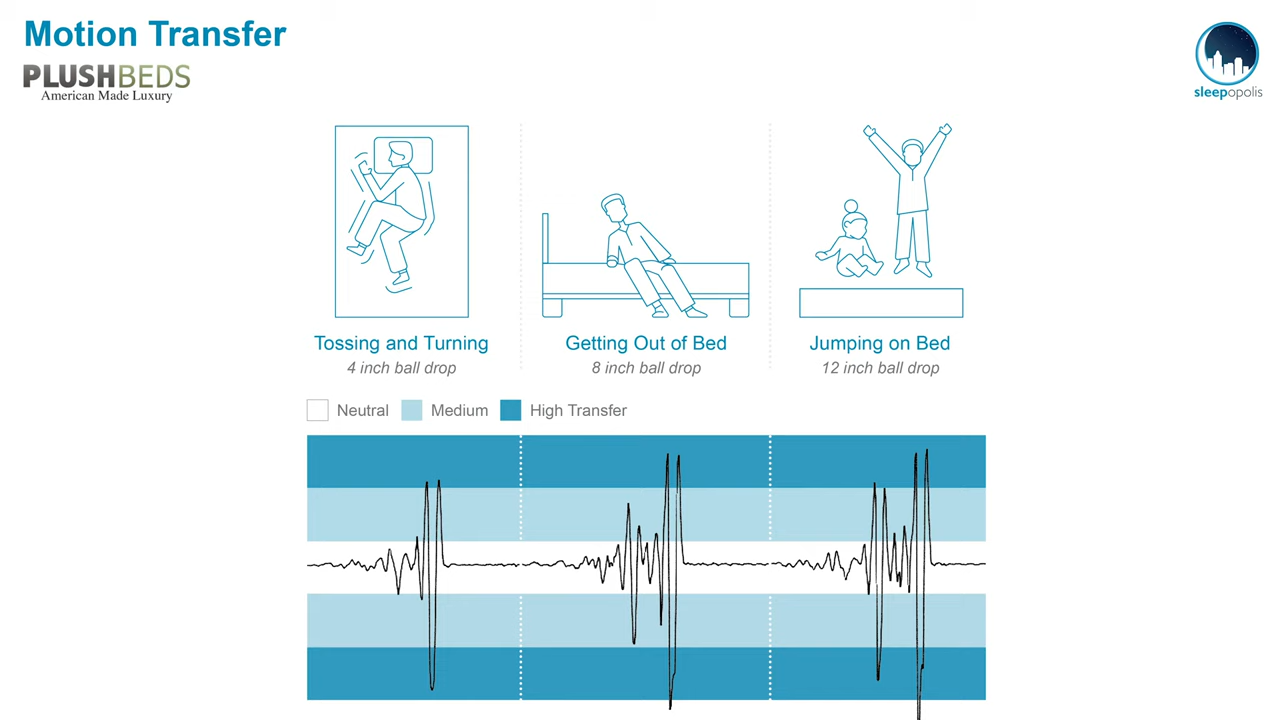 Motion Transfer
PLUSHBEDS
American Made Luxury
sleepopolis
Tossing and Turning
4 inch ball drop
Getting Out of Bed
8 inch ball drop
Jumping on Bed
12 inch ball drop
Neutral Medium High Transfer